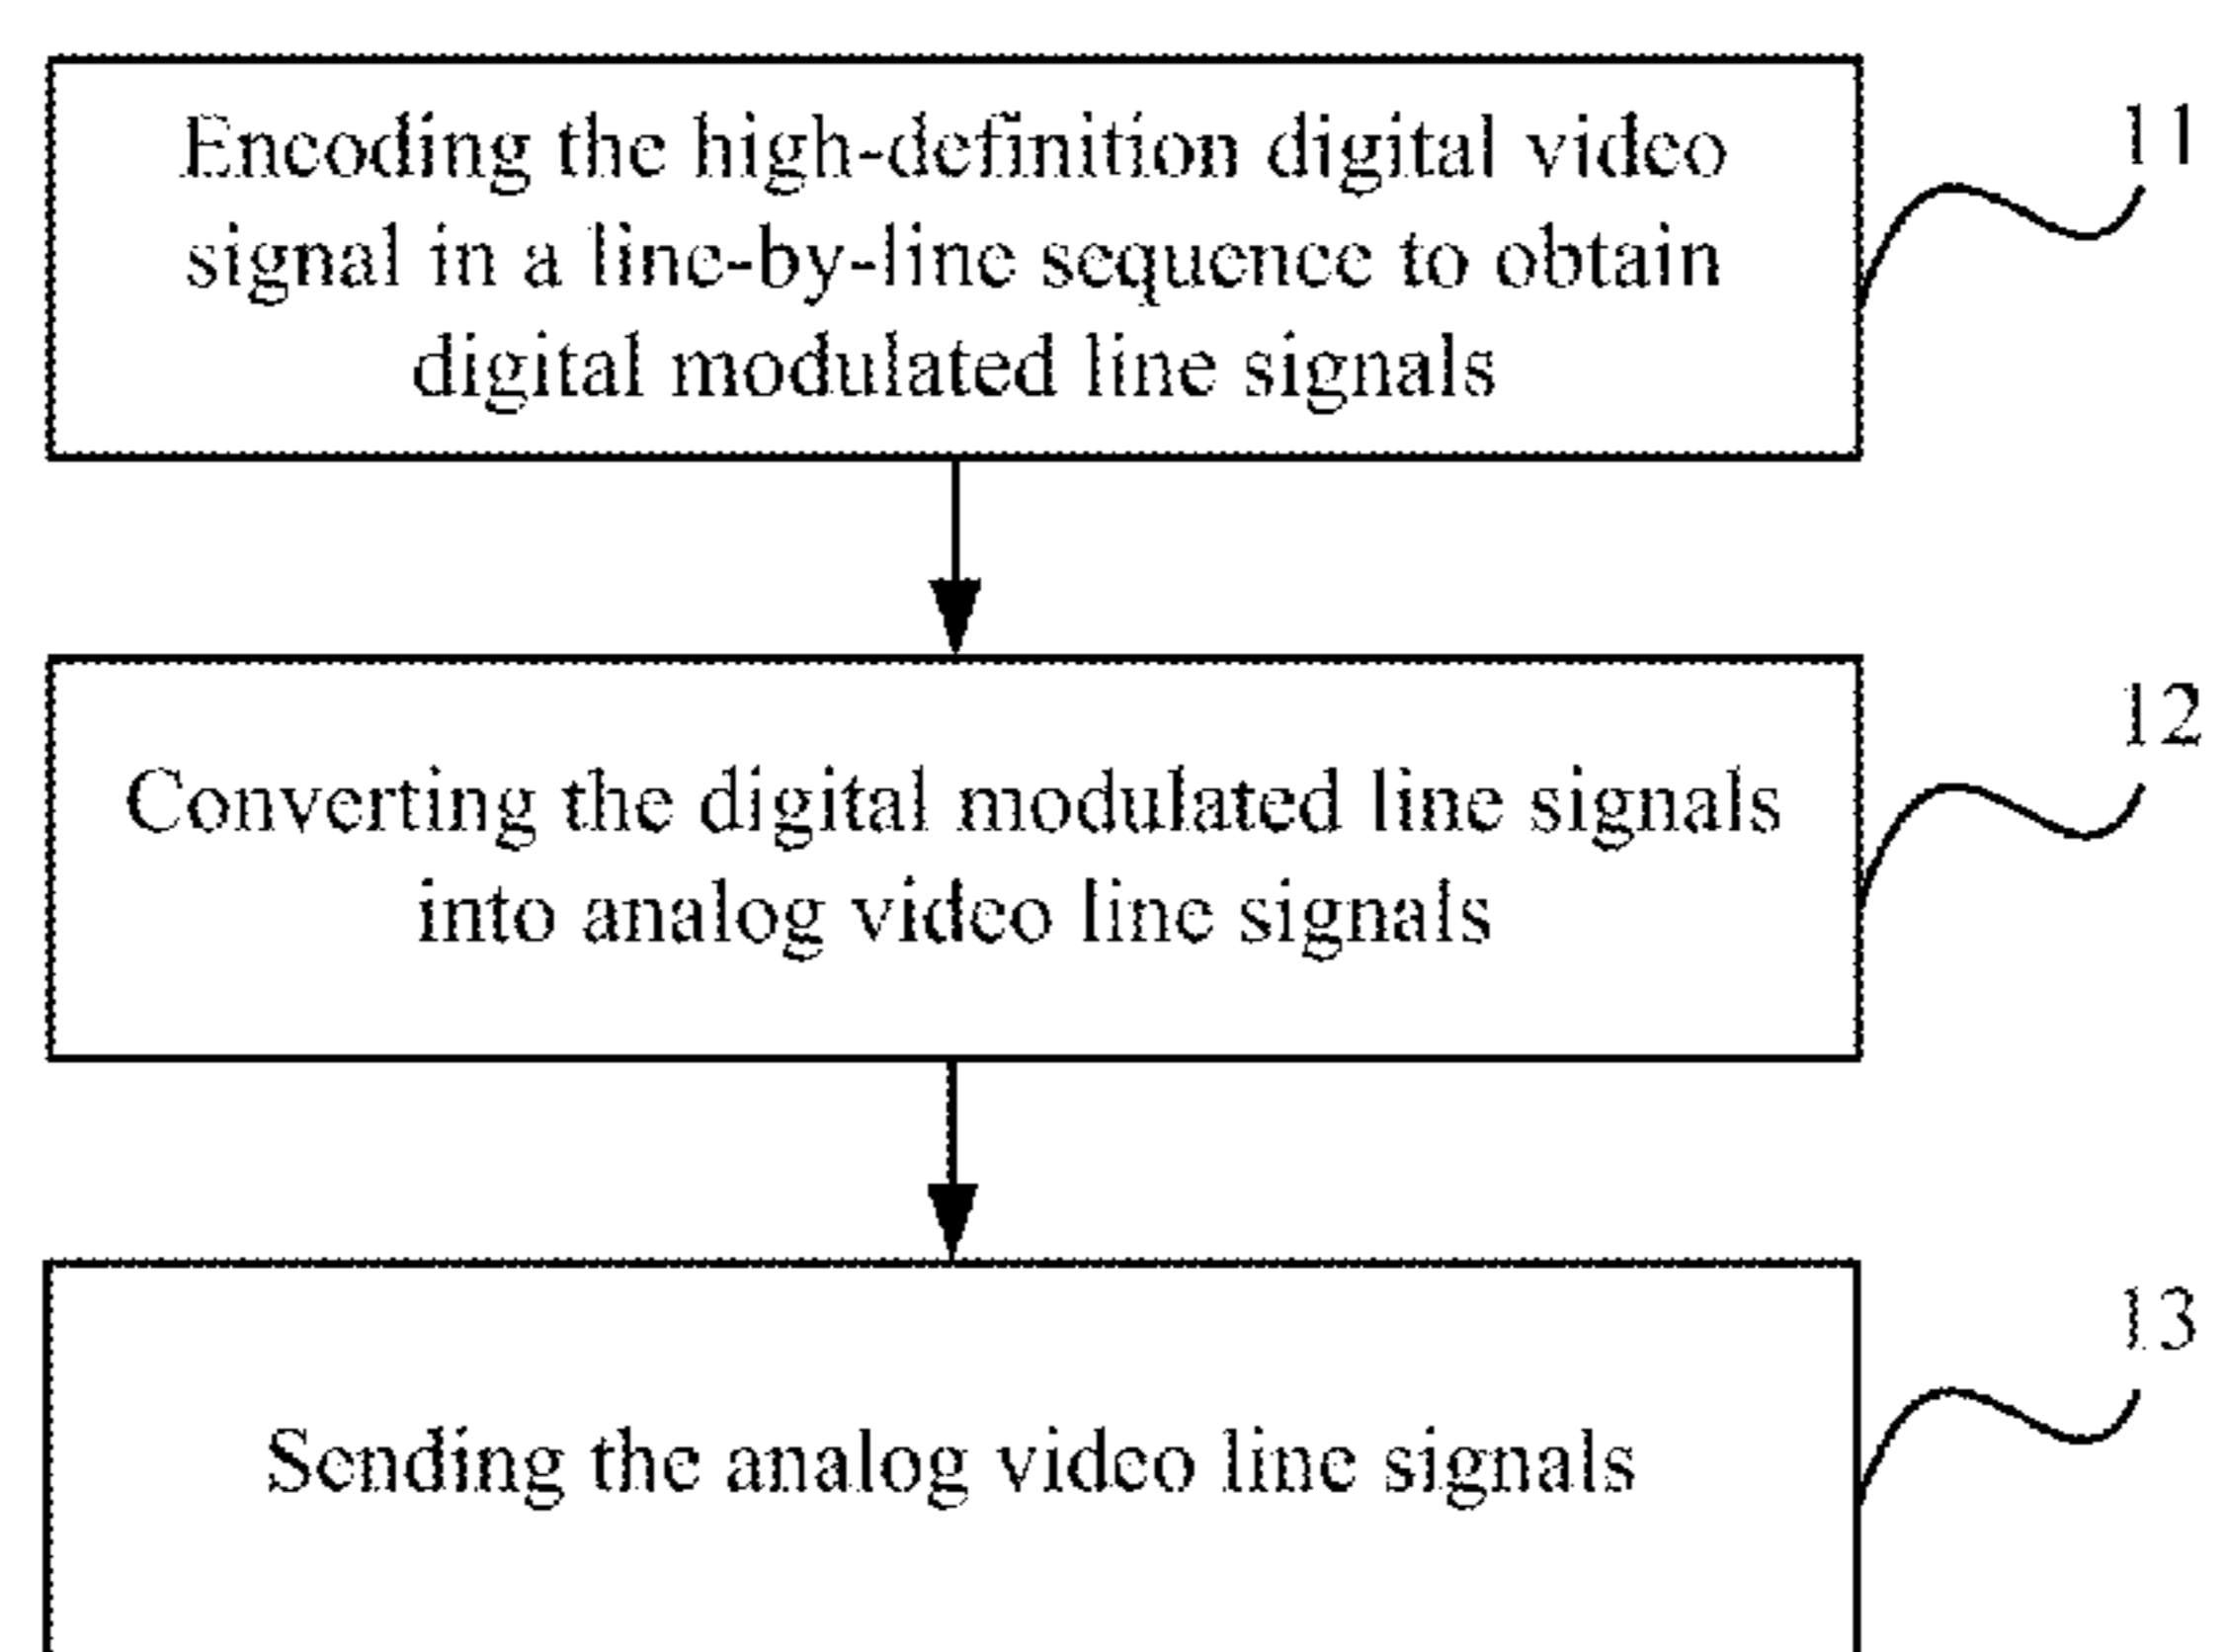 Encoding the high-definition digital video
signal in a line-by-line sequence to obtain
digital modulated line signals
11
Converting the digital modulated line signals
into analog video line signals
12
Sending the analog video line signals
13